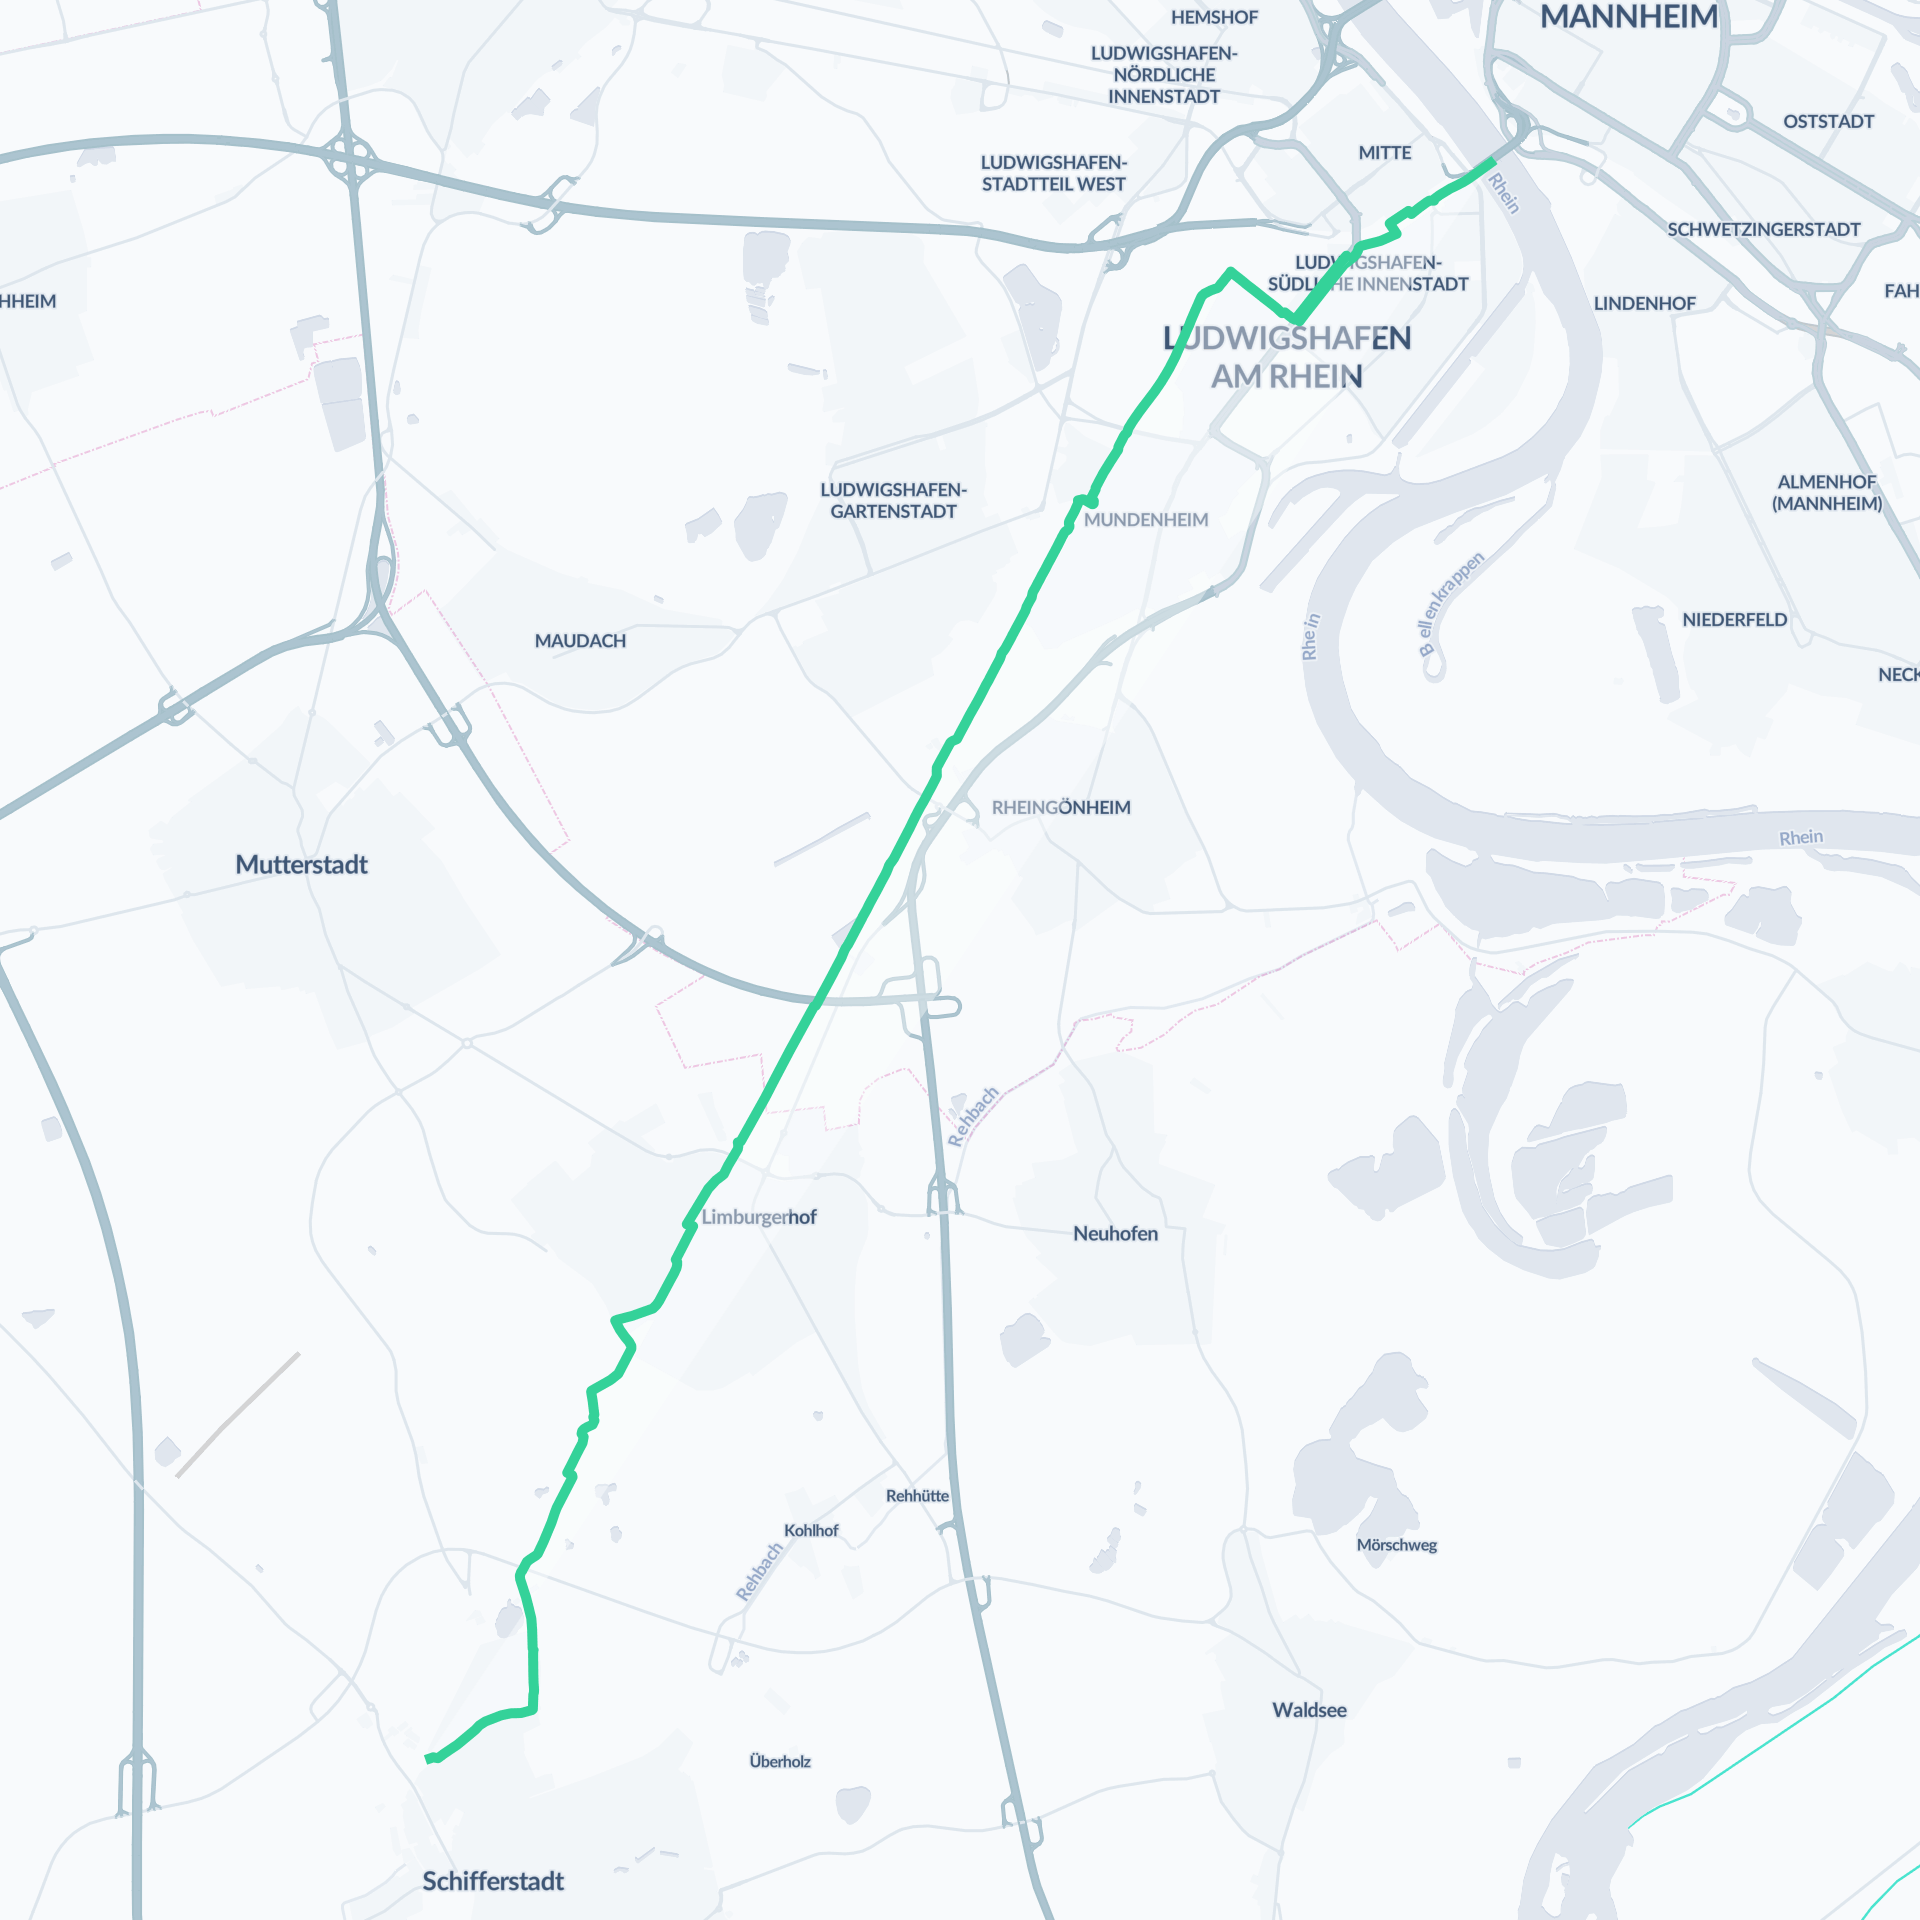 HEMSHOF
MANNHEIM
LUDWIGSHAFEN-
NÖRDLICHE
INNENSTADT
OSTSTADT
MITTE
LUDWIGSHAFEN-
STADTTEIL WEST
Rhein
SCHWETZINGERSTADT
LUDWIGSHAFEN-
SÜDLICHE INNENSTADT
HHEIM
LINDENHOF
FAH
LUDWIGSHAFEN
AM RHEIN
LUDWIGSHAFEN-
GARTENSTADT
ALMENHOF
(MANNHEIM)
MUNDENHEIM
Bellenkrappen
Rhein
NIEDERFELD
MAUDACH
NECK
RHEINGÖNHEIM
Rhein
Mutterstadt
Rehbach
Limburgerhof
Neuhofen
Rehhütte
Kohlhof
Mörschweg
Rehbach
Waldsee
Überholz
Schifferstadt